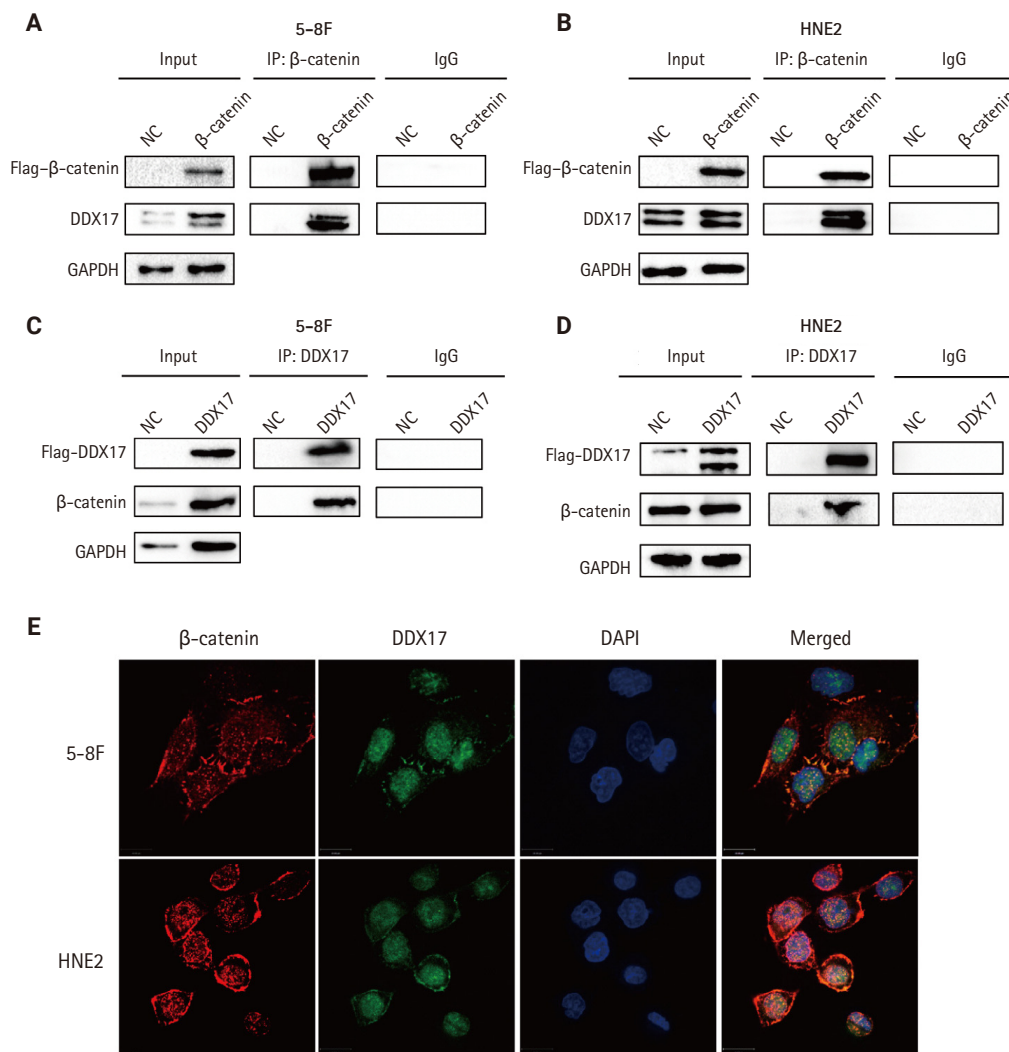 A
5-8F
Input
IP: β-catenin
IgG
NC
β-catenin
NC
β-catenin
NC
β-catenin
Flag-β-catenin
DDX17
GAPDH
B
HNE2
Input
IP: β-catenin
IgG
NC
β-catenin
NC
β-catenin
NC
β-catenin
Flag-β-catenin
DDX17
GAPDH
C
5-8F
Input
IP: DDX17
IgG
NC
DDX17
NC
DDX17
NC
DDX17
Flag-DDX17
β-catenin
GAPDH
D
HNE2
Input
IP: DDX17
IgG
NC
DDX17
NC
DDX17
NC
DDX17
Flag-DDX17
β-catenin
GAPDH
E
β-catenin
DDX17
DAPI
Merged
5-8F
HNE2